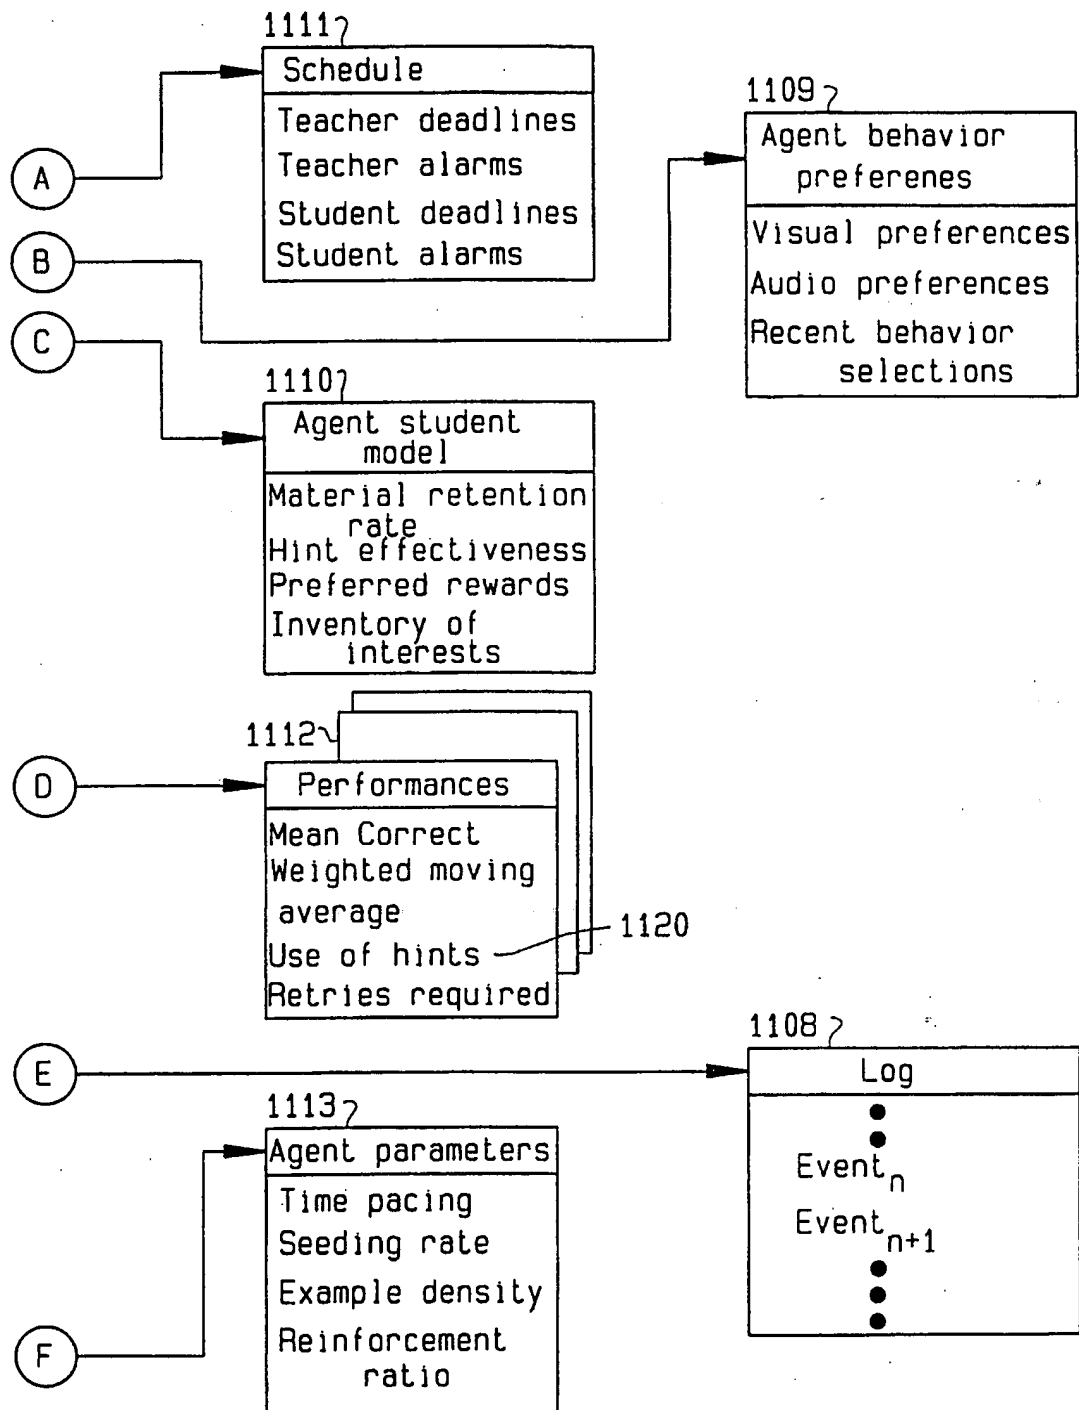 1111
Schedule
Teacher deadlines
Teacher alarms
Student deadlines
Student alarms
A
B
C
1109
Agent behavior
preferenes
Visual preferences
Audio preferences
Recent behavior
selections
1110
Agent student
model
Material retention
rate
Hint effectiveness
Preferred rewards
Inventory of
interests
1112
D
Performances
Mean Correct
Weighted moving
average
Use of hints
1120
Retries required
E
1108
Log
Event n
Event n+1
1113
Agent parameters
Time pacing
Seeding rate
Example density
Reinforcement
ratio
F